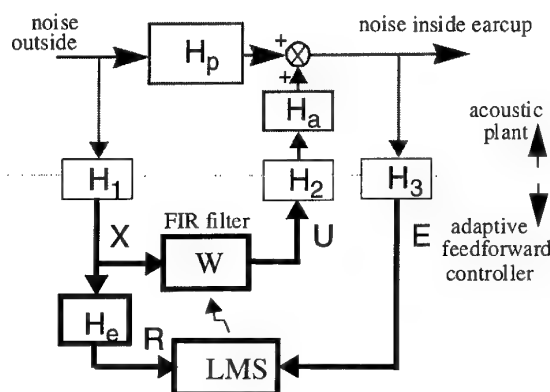 noise
outside
noise inside earcup
Hp
+
+
Ha
acoustic
plant
H1
H2
H3
FIR filter
X
U
E
adaptive
feedforward
controller
W
He
R
LMS